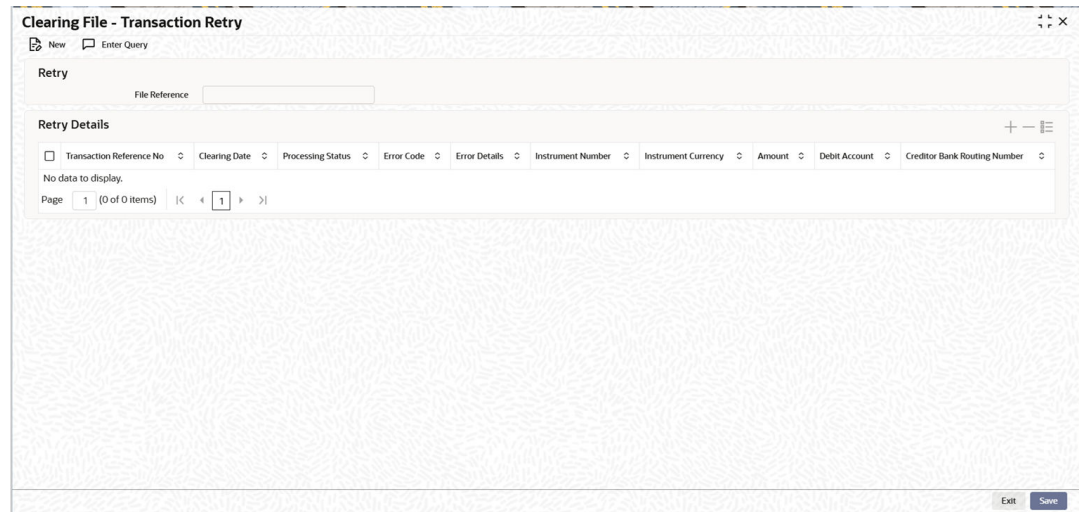 Clearing File - Transaction Retry
New Enter Query
Retry
File Reference
Retry Details
Transaction Reference No Clearing Date Processing Status Error Code Error Details Instrument Number Instrument Currency Amount Debit Account Creditor Bank Routing Number
No data to display.
Page 1 (0 of 0 items) 1
Exit Save